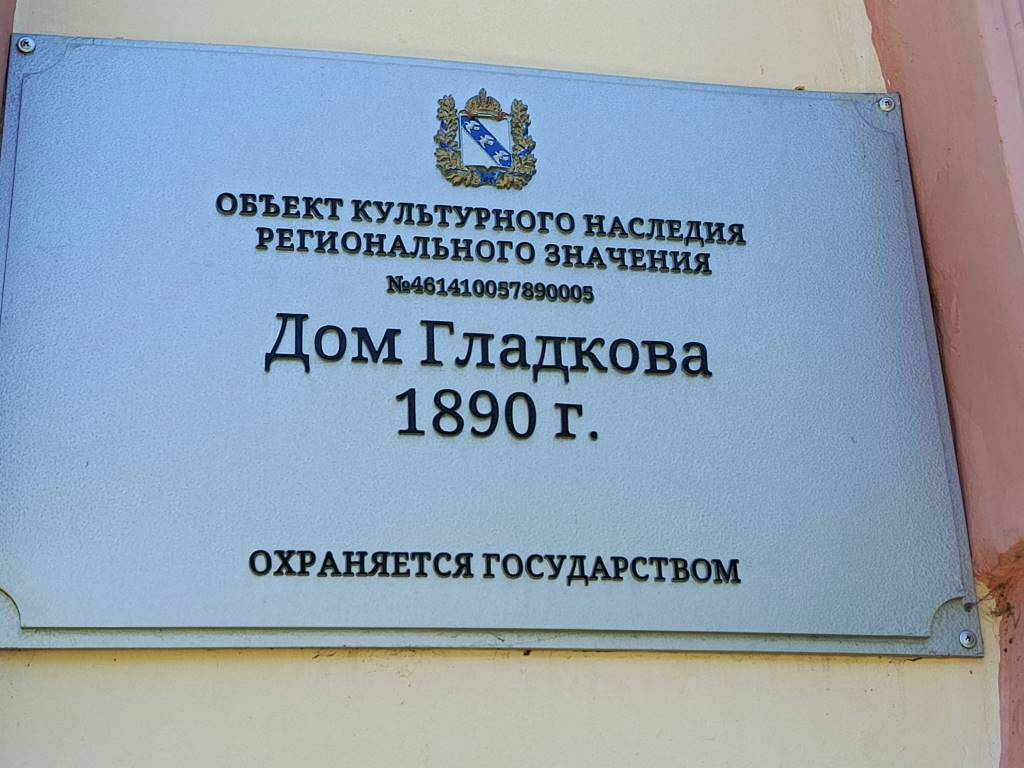 ОБЪЕКТ КУЛЬТУРНОГО НАСЛЕДИЯ
РЕГИОНАЛЬНОГО ЗНАЧЕНИЯ
№461410057890005
Дом Гладкова
1890 г.
ОХРАНЯЕТСЯ ГОСУДАРСТВОМ